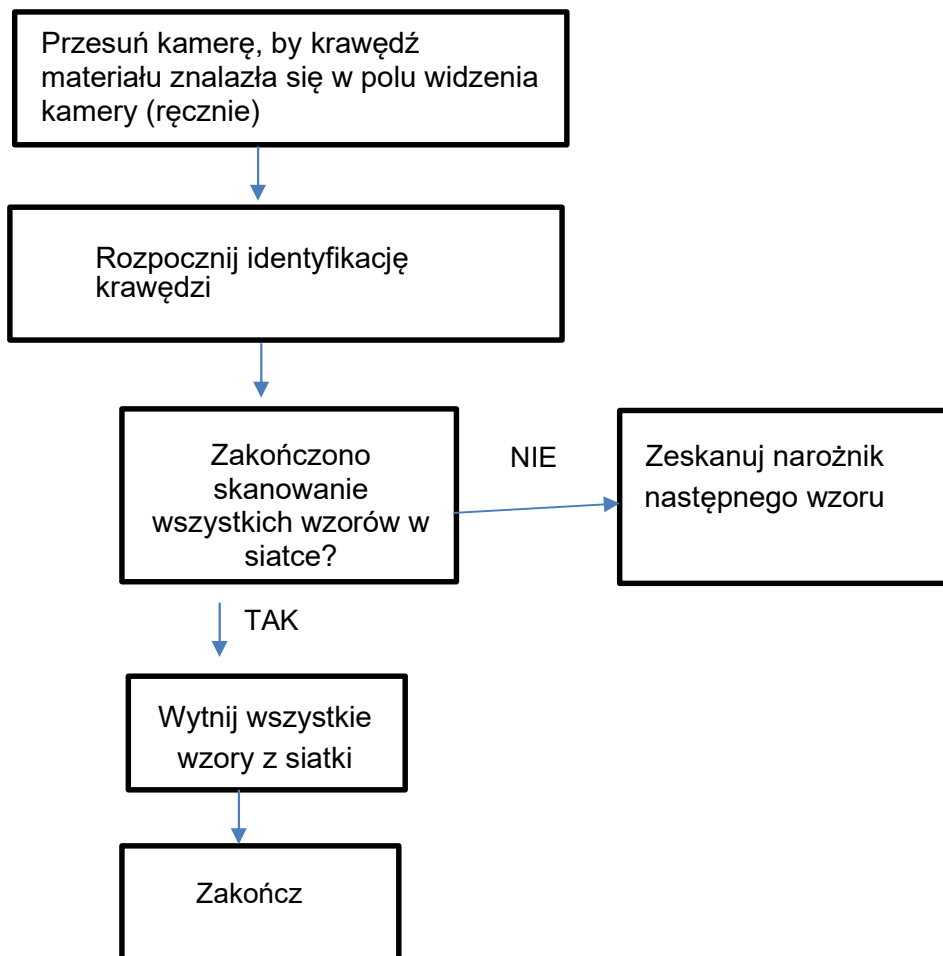 Przesuń kamerę, by krawędź
materiału znalazła się w polu widzenia
kamery (ręcznie)
Rozpocznij identyfikację
krawędzi
Zakończono
skanowanie
wszystkich wzorów w
siatce?
NIE
Zeskanuj narożnik
następnego wzoru
TAK
Wytnij wszystkie
wzory z siatki
Zakończ